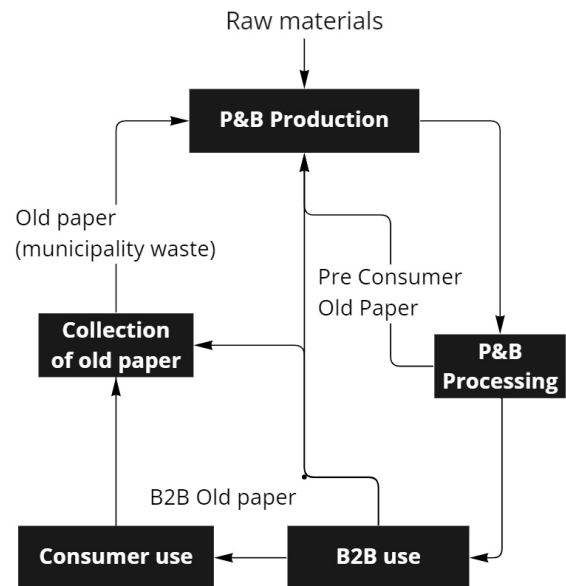 Raw materials
P&B Production
Old paper
(municipality waste)
Pre Consumer
Old Paper
Collection
of old paper
P&B
Processing
B2B Old paper
Consumer use
B2B use